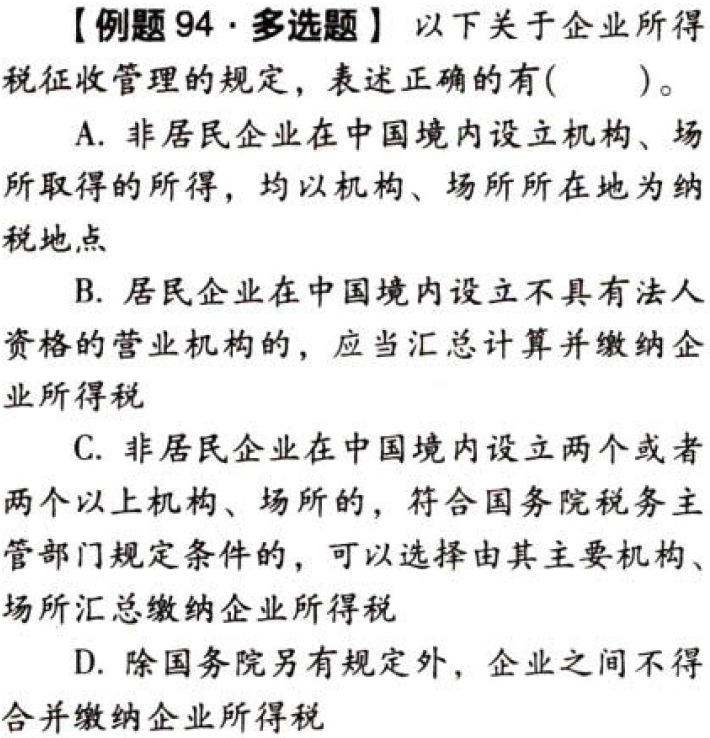 【例题 94·多选题】 以下关于企业所得
税征收管理的规定，表述正确的有(　　)。
A. 非居民企业在中国境内设立机构、场
所取得的所得，均以机构、场所所在地为纳
税地点
B. 居民企业在中国境内设立不具有法人
资格的营业机构的，应当汇总计算并缴纳企
业所得税
C. 非居民企业在中国境内设立两个或者
两个以上机构、场所的，符合国务院税务主
管部门规定条件的，可以选择由其主要机构、
场所汇总缴纳企业所得税
D. 除国务院另有规定外，企业之间不得
合并缴纳企业所得税